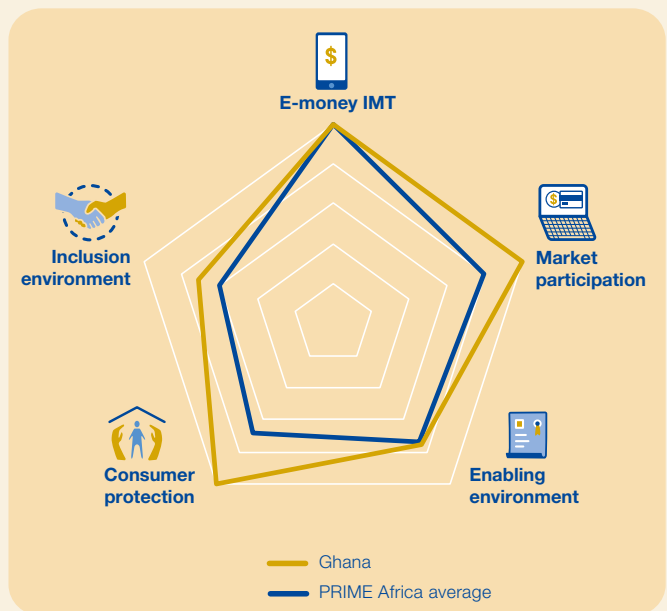 $
E-money IMT
$
Market
participation
Enabling
environment
Consumer
protection
Inclusion
environment
Ghana
PRIME Africa average